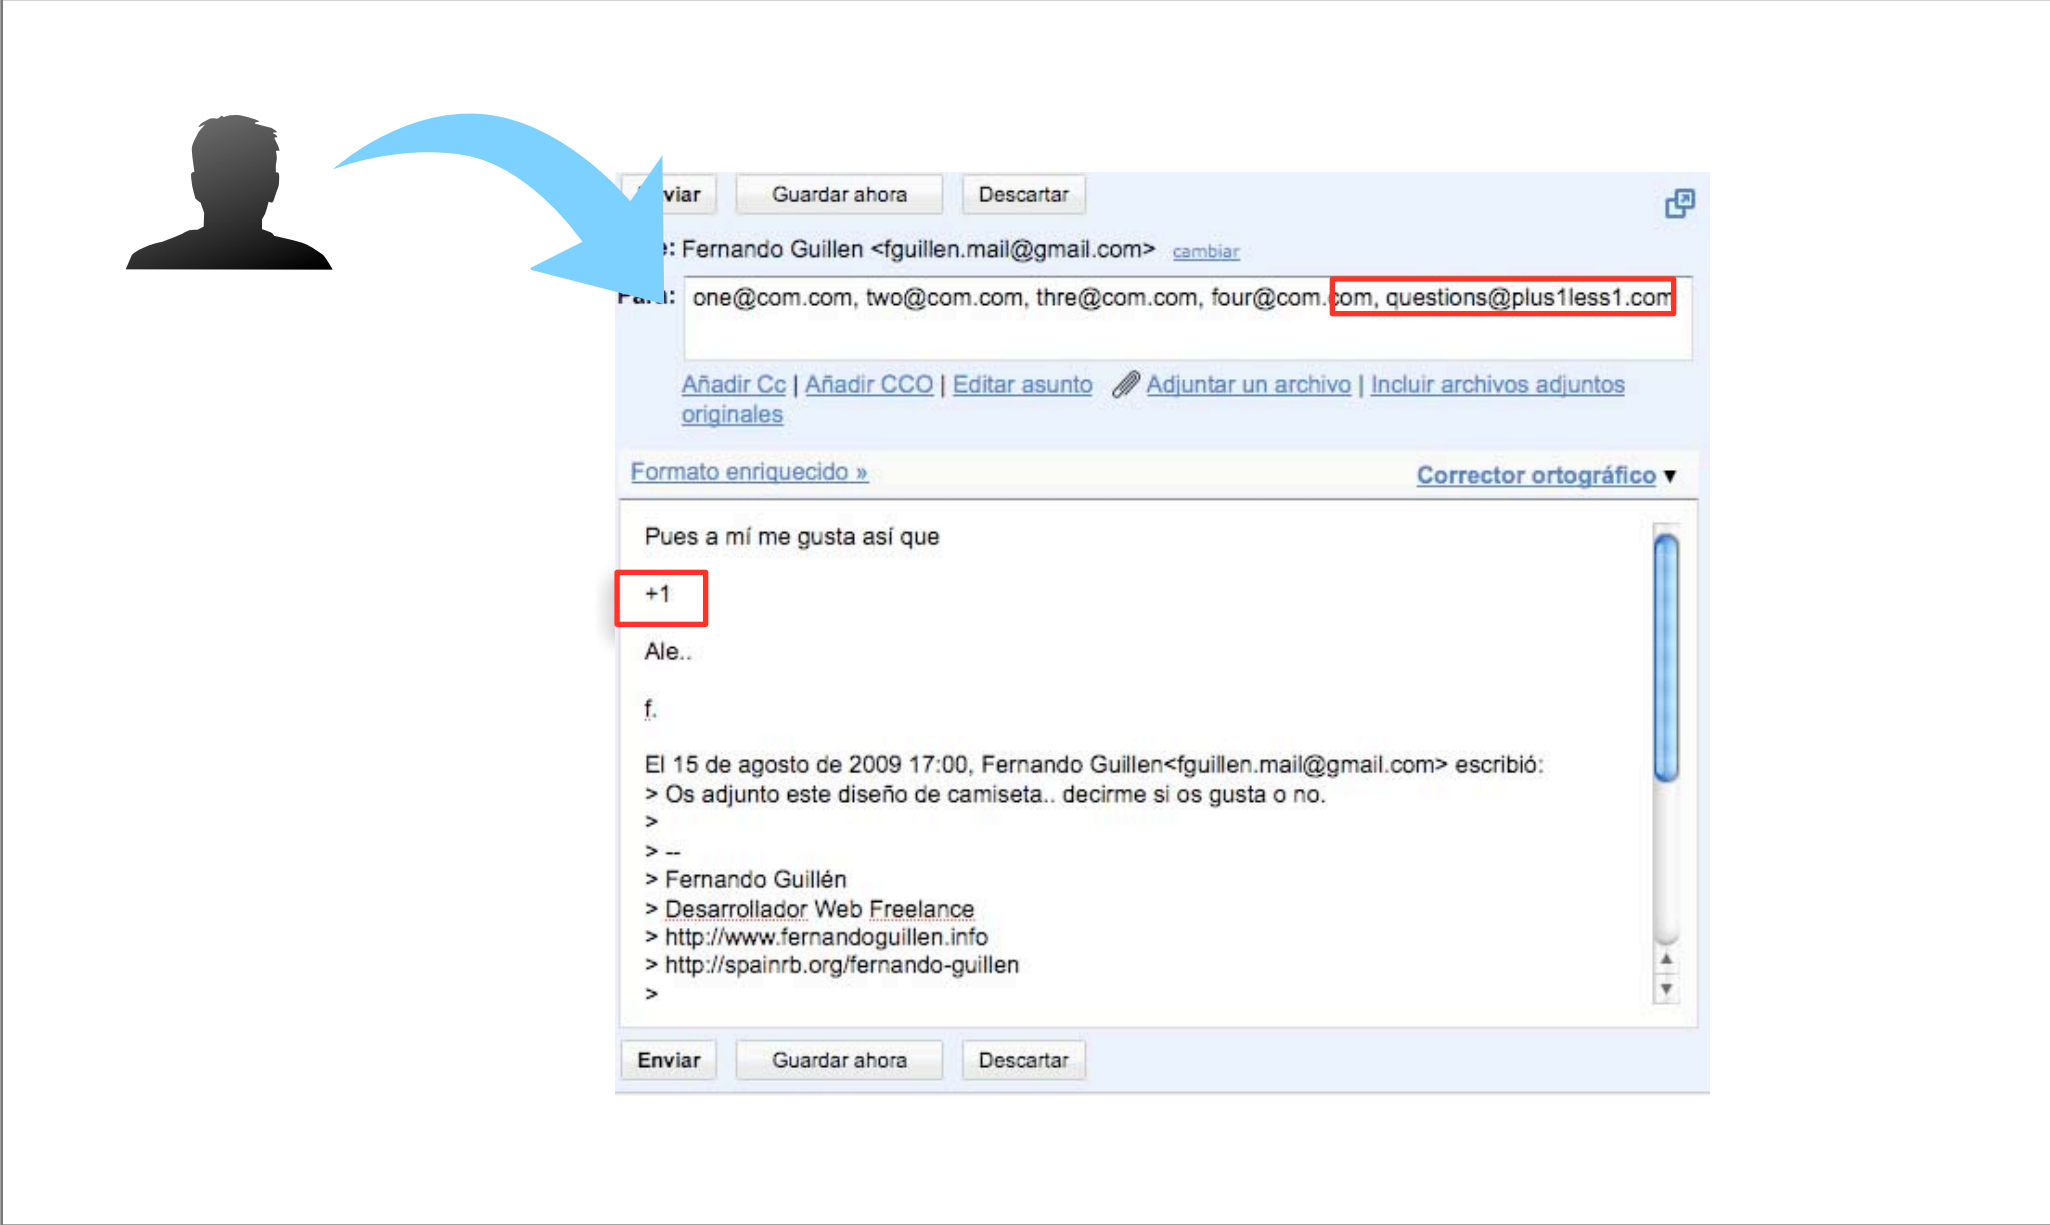 viar Guardar ahora Descartar
: Fernando Guillen <fguillen.mail@gmail.com> cambiar
Para: one@com.com, two@com.com, thre@com.com, four@com.com, questions@plus1less1.com
Añadir Cc | Añadir CCO | Editar asunto Adjuntar un archivo | Incluir archivos adjuntos
originales
Formato enriquecido » Corrector ortográfico ▼
Pues a mí me gusta así que
+1
Ale..
f.
El 15 de agosto de 2009 17:00, Fernando Guillen<fguillen.mail@gmail.com> escribió:
> Os adjunto este diseño de camiseta.. decirme si os gusta o no.
>
> --
> Fernando Guillén
> Desarrollador Web Freelance
> http://www.fernandoguillen.info
> http://spainrb.org/fernando-guillen
>
Enviar Guardar ahora Descartar